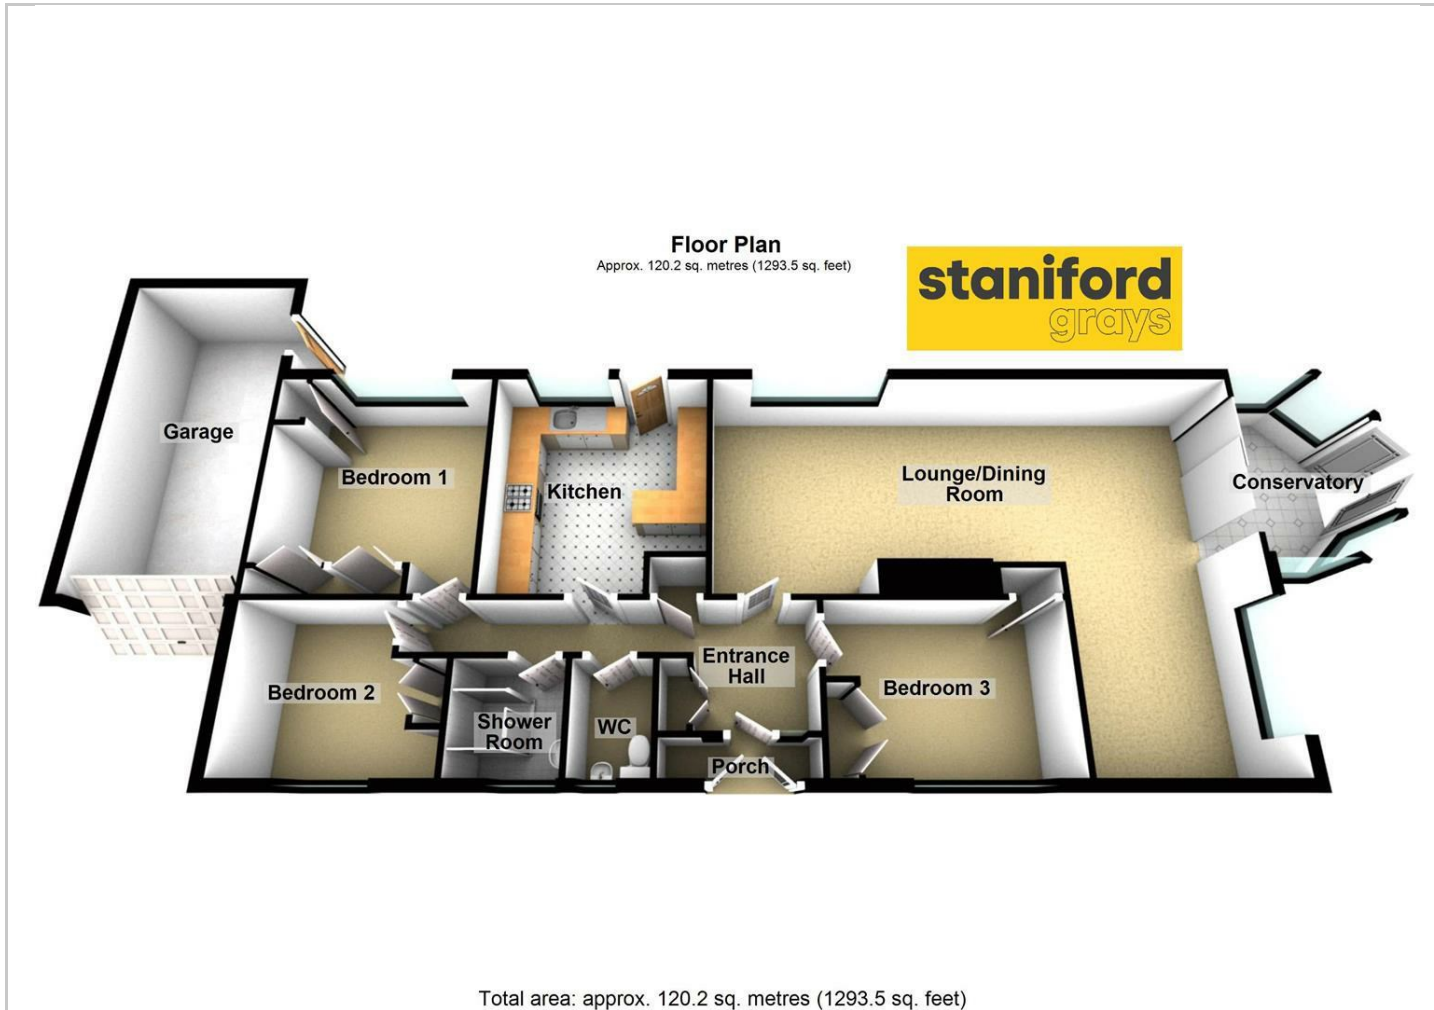 Floor Plan
Approx. 120.2 sq. metres (1293.5 sq. feet)
staniford
grays
Garage
Bedroom 1
Kitchen
Lounge/Dining
Room
Conservatory
Bedroom 2
Shower
Room
WC
Entrance
Hall
Porch
Bedroom 3
Total area: approx. 120.2 sq. metres (1293.5 sq. feet)